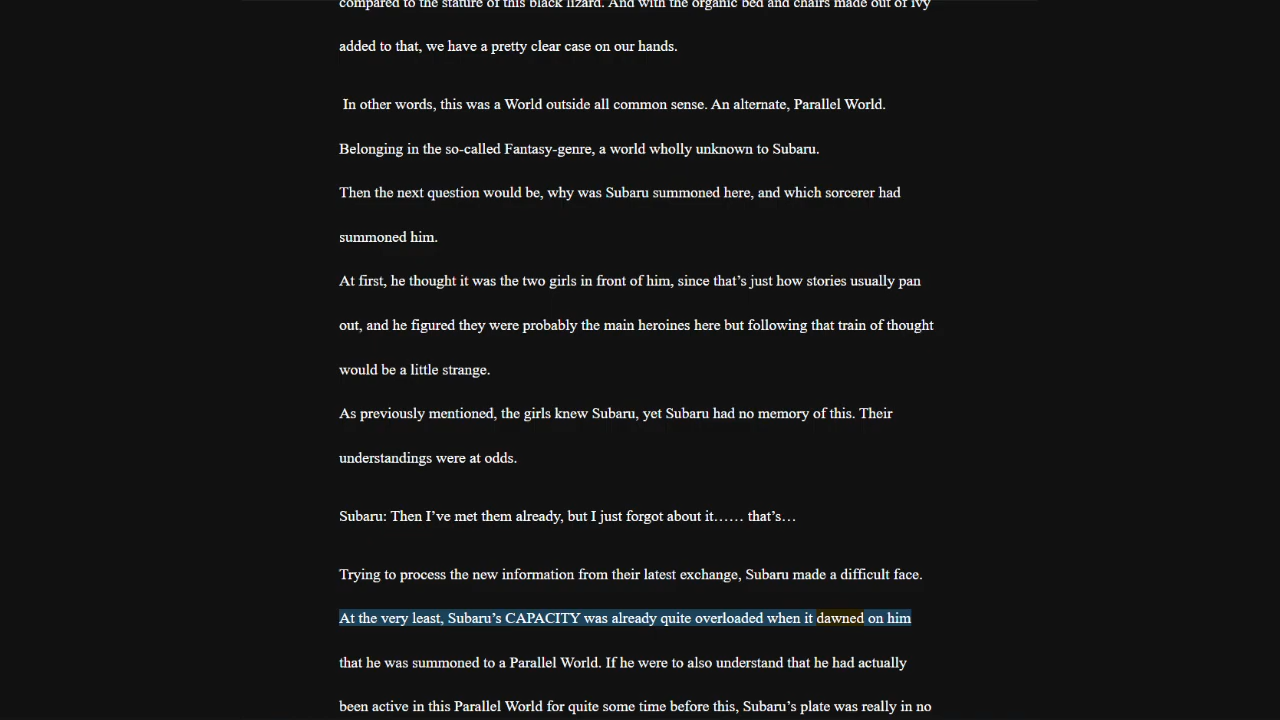 compared to the stature of this black lizard. And with the organic bed and chairs made out of ivy
added to that, we have a pretty clear case on our hands.
In other words, this was a World outside all common sense. An alternate, Parallel World.
Belonging in the so-called Fantasy-genre, a world wholly unknown to Subaru.
Then the next question would be, why was Subaru summoned here, and which sorcerer had
summoned him.
At first, he thought it was the two girls in front of him, since that’s just how stories usually pan
out, and he figured they were probably the main heroines here but following that train of thought
would be a little strange.
As previously mentioned, the girls knew Subaru, yet Subaru had no memory of this. Their
understandings were at odds.
Subaru: Then I’ve met them already, but I just forgot about it…… that’s…
Trying to process the new information from their latest exchange, Subaru made a difficult face.
At the very least, Subaru’s CAPACITY was already quite overloaded when it dawned on him
that he was summoned to a Parallel World. If he were to also understand that he had actually
been active in this Parallel World for quite some time before this, Subaru’s plate was really in no